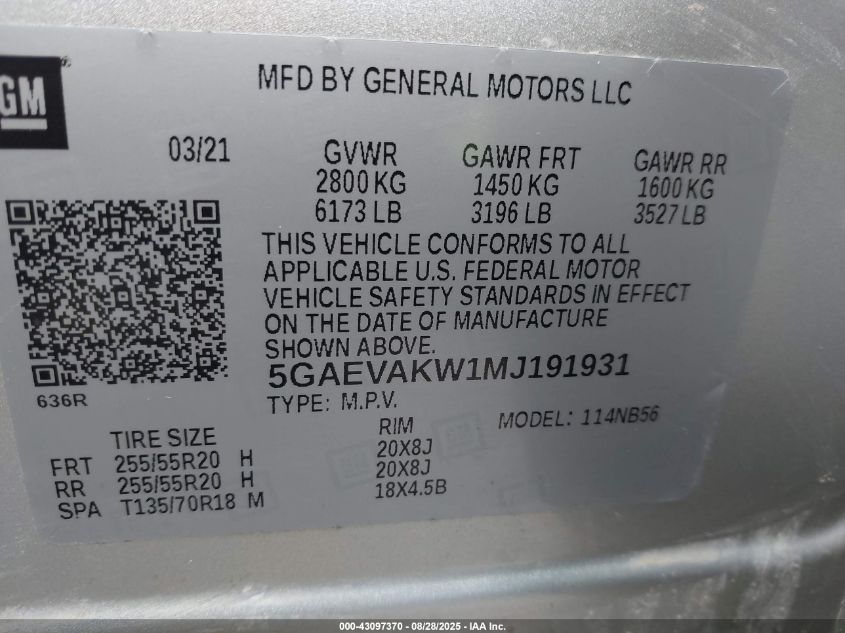 GM
MFD BY GENERAL MOTORS LLC
03/21 GVWR GAWR FRT GAWR RR
2800 KG 1450 KG 1600 KG
6173 LB 3196 LB 3527 LB
THIS VEHICLE CONFORMS TO ALL
APPLICABLE U.S. FEDERAL MOTOR
VEHICLE SAFETY STANDARDS IN EFFECT
ON THE DATE OF MANUFACTURE
SHOWN ABOVE.
5GAEVAKW1MJ191931
636R
TYPE: M.P.V. MODEL: 114NB56
TIRE SIZE RIM
FRT 255/55R20 H 20X8J
RR 255/55R20 H 20X8J
SPA T135/70R18 M 18X4.5B
000-43097370 - 08/28/2025 - IAA Inc.